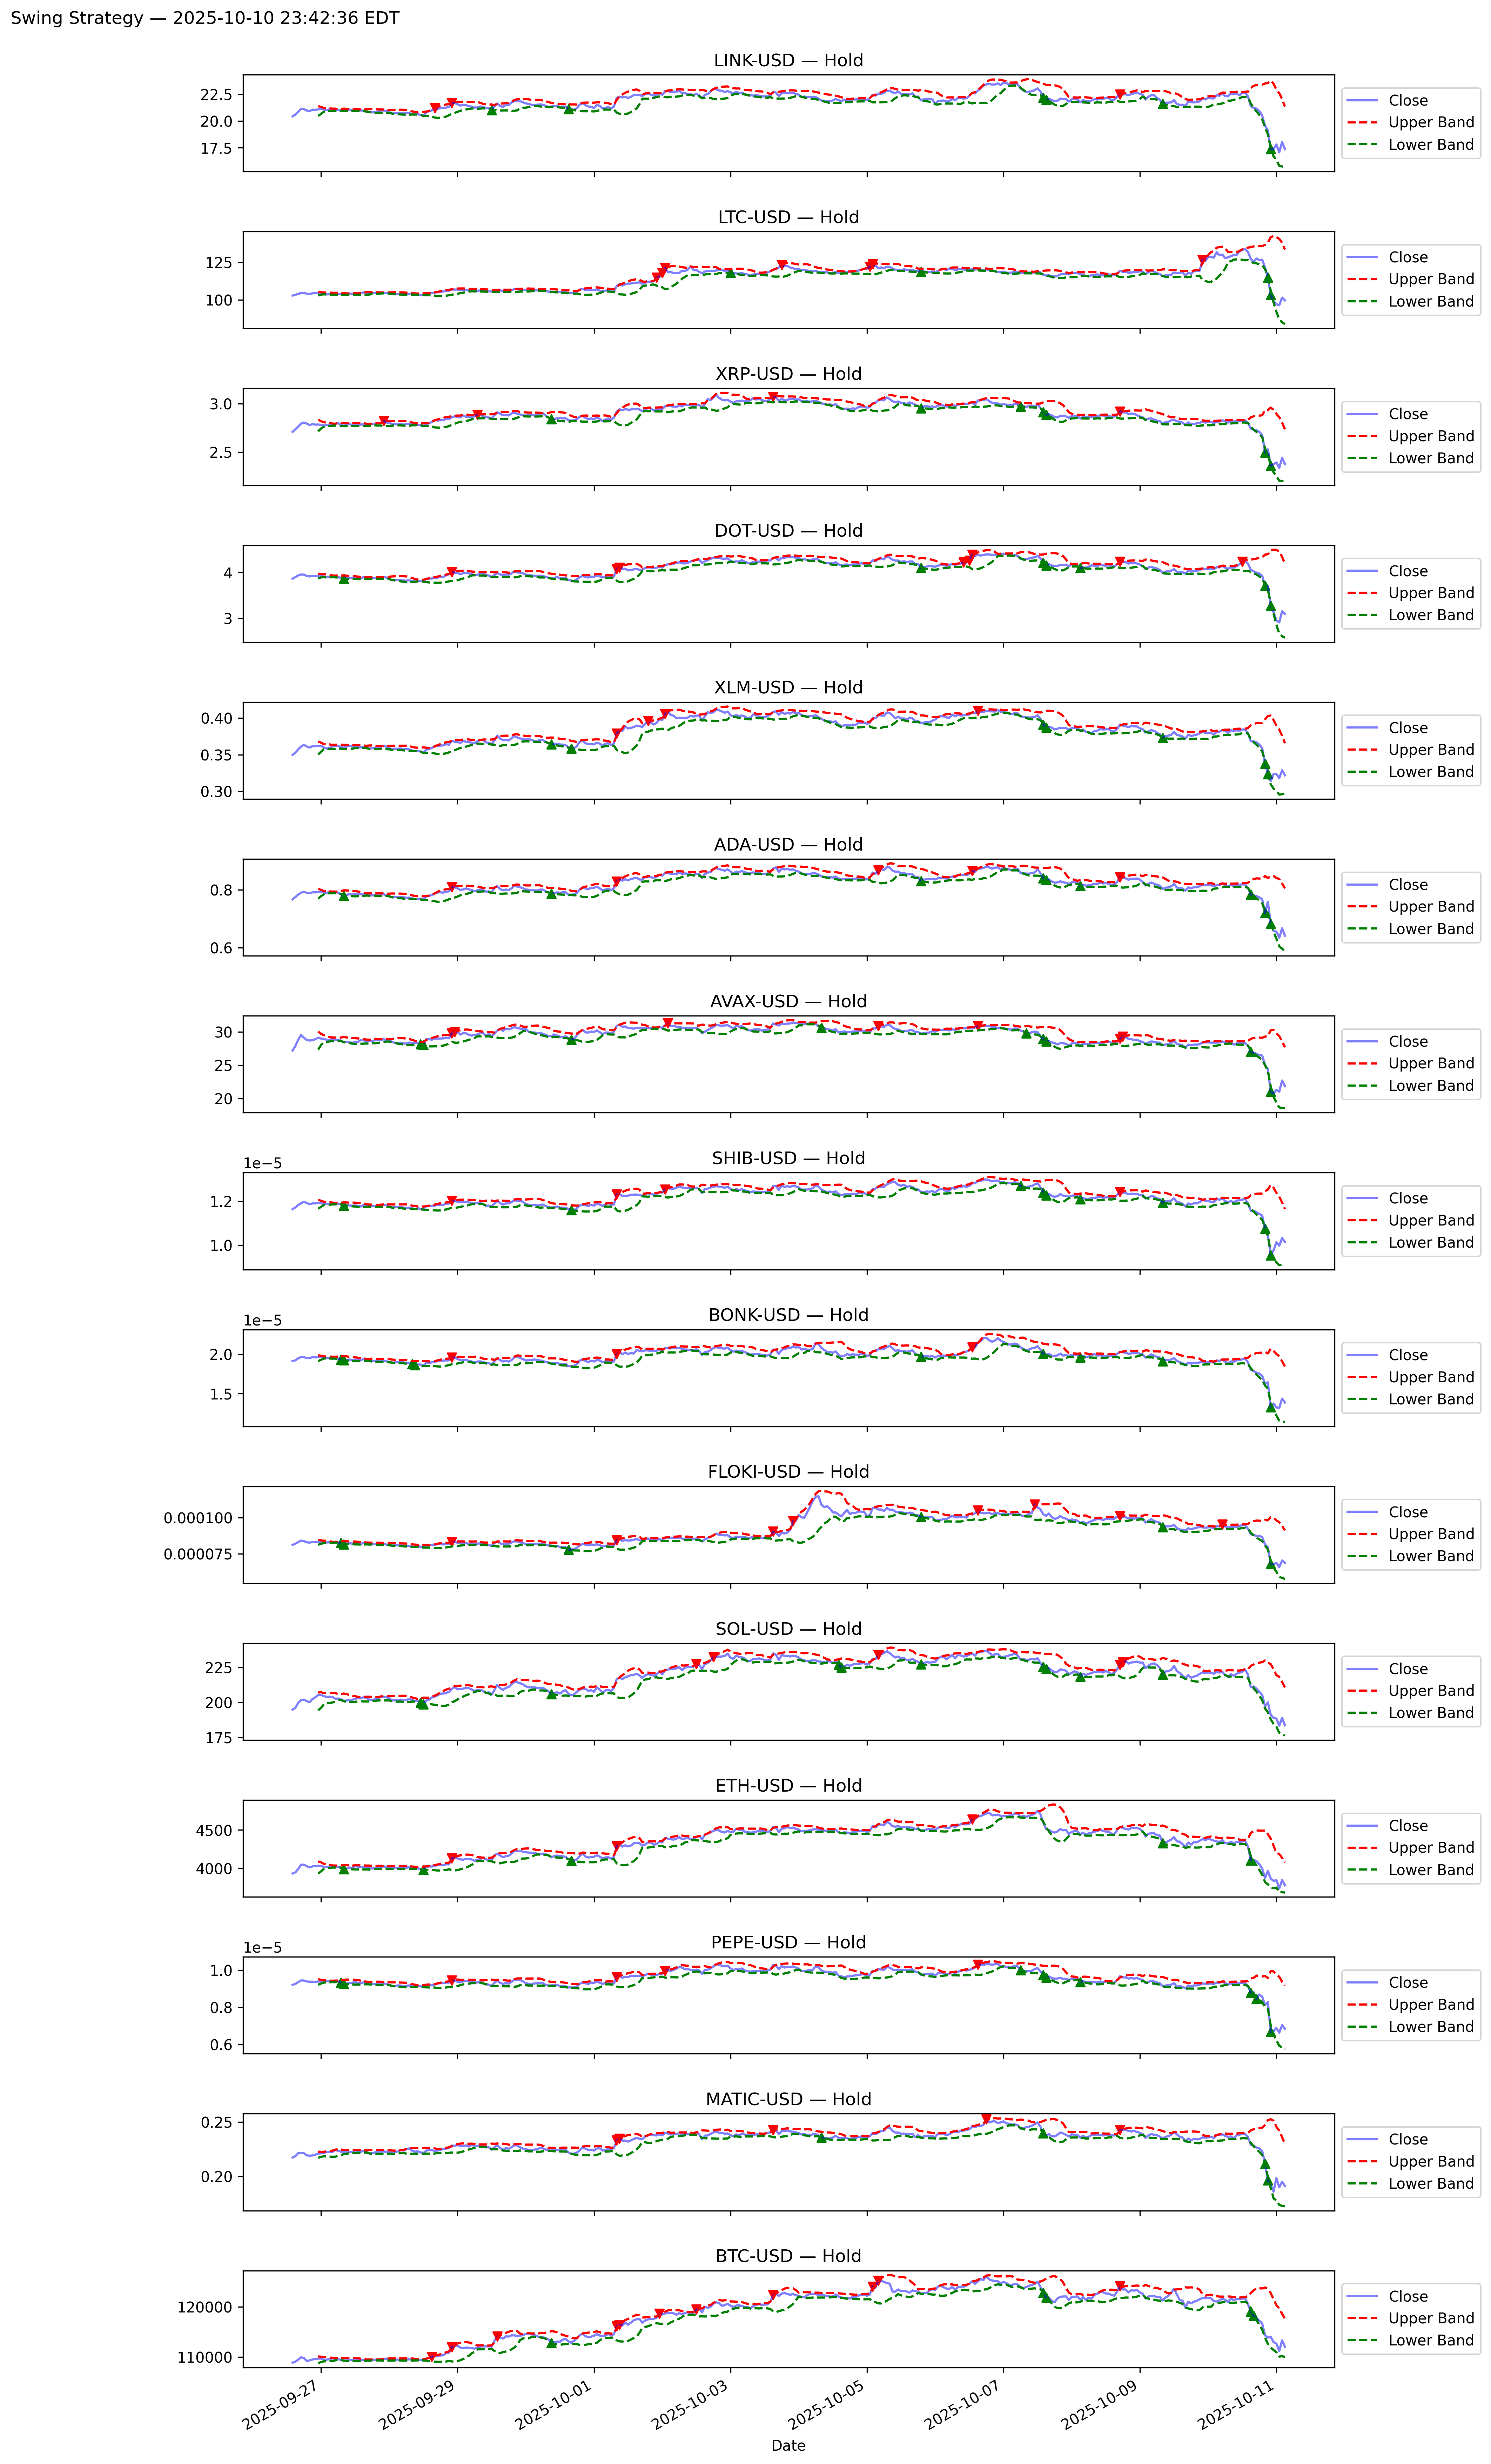 Swing Strategy — 2025-10-10 23:42:36 EDT
LINK-USD — Hold
22.5
20.0
17.5
Close
Upper Band
Lower Band
LTC-USD — Hold
125
100
Close
Upper Band
Lower Band
XRP-USD — Hold
3.0
2.5
Close
Upper Band
Lower Band
DOT-USD — Hold
4
3
Close
Upper Band
Lower Band
XLM-USD — Hold
0.40
0.35
0.30
Close
Upper Band
Lower Band
ADA-USD — Hold
0.8
0.6
Close
Upper Band
Lower Band
AVAX-USD — Hold
30
25
20
Close
Upper Band
Lower Band
SHIB-USD — Hold
1e−5
1.2
1.0
Close
Upper Band
Lower Band
BONK-USD — Hold
1e−5
2.0
1.5
Close
Upper Band
Lower Band
FLOKI-USD — Hold
0.000100
0.000075
Close
Upper Band
Lower Band
SOL-USD — Hold
225
200
175
Close
Upper Band
Lower Band
ETH-USD — Hold
4500
4000
Close
Upper Band
Lower Band
PEPE-USD — Hold
1e−5
1.0
0.8
0.6
Close
Upper Band
Lower Band
MATIC-USD — Hold
0.25
0.20
Close
Upper Band
Lower Band
BTC-USD — Hold
120000
110000
Close
Upper Band
Lower Band
2025-09-27
2025-09-29
2025-10-01
2025-10-03
2025-10-05
2025-10-07
2025-10-09
2025-10-11
Date